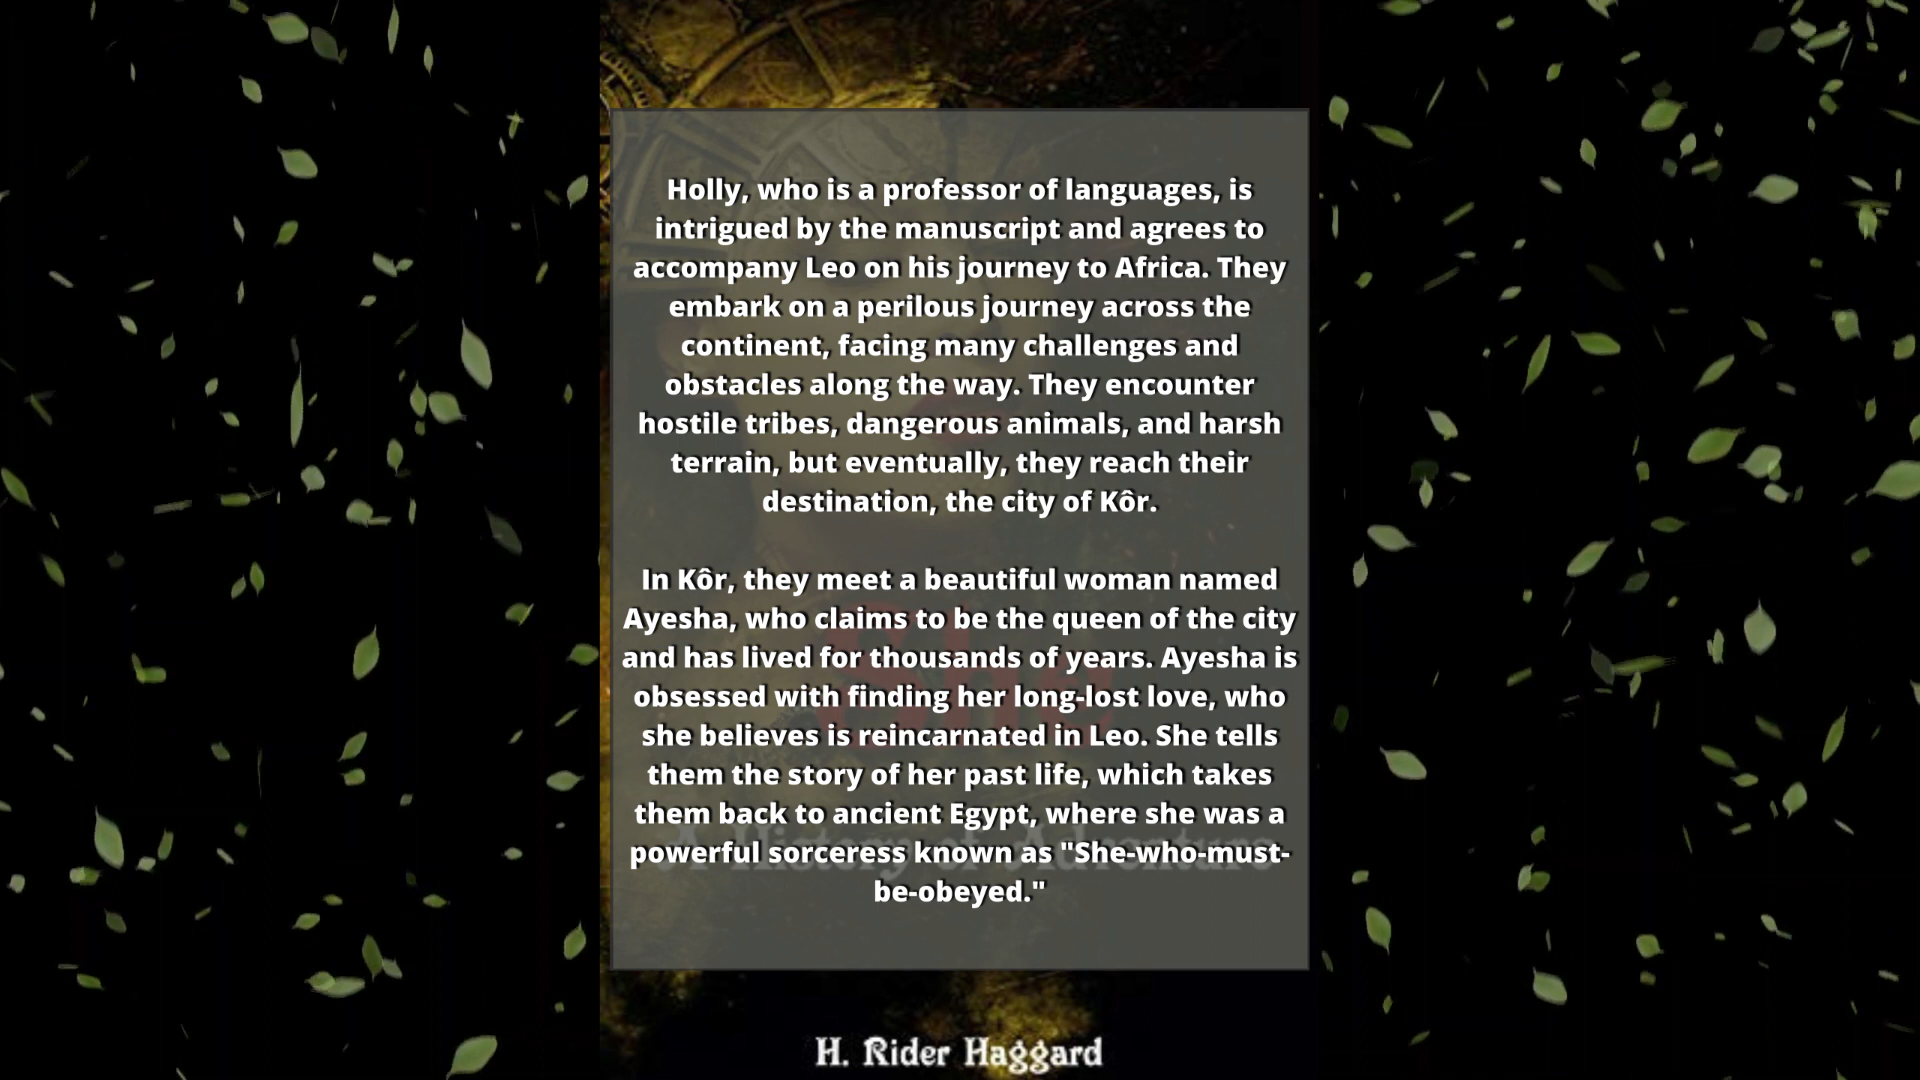 Holly, who is a professor of languages, is
intrigued by the manuscript and agrees to
accompany Leo on his journey to Africa. They
embark on a perilous journey across the
continent, facing many challenges and
obstacles along the way. They encounter
hostile tribes, dangerous animals, and harsh
terrain, but eventually, they reach their
destination, the city of Kôr.
In Kôr, they meet a beautiful woman named
Ayesha, who claims to be the queen of the city
and has lived for thousands of years. Ayesha is
obsessed with finding her long-lost love, who
she believes is reincarnated in Leo. She tells
them the story of her past life, which takes
them back to ancient Egypt, where she was a
powerful sorceress known as "She-who-must-
be-obeyed."
She
A History of Adventure
H. Rider Haggard